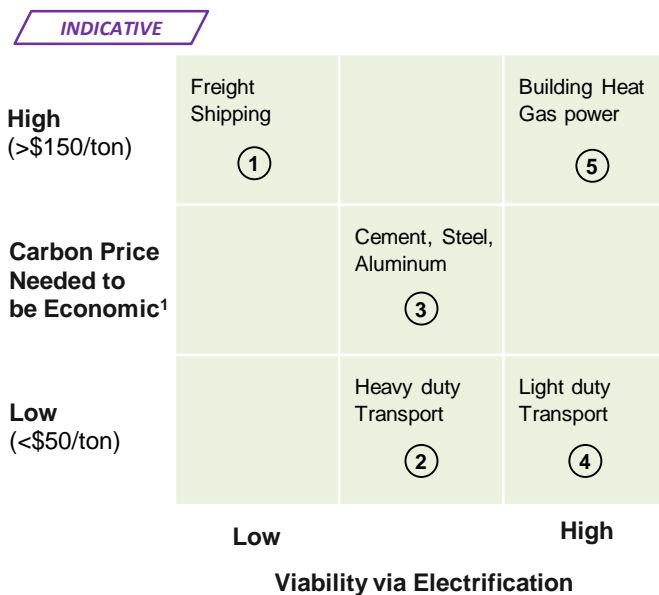 INDICATIVE
High
(>$150/ton)
Freight
Shipping
1
Building Heat
Gas power
5
Carbon Price
Needed to
be Economic¹
Cement, Steel,
Aluminum
3
Low
(<$50/ton)
Heavy duty
Transport
2
Light duty
Transport
4
Low
High
Viability via Electrification